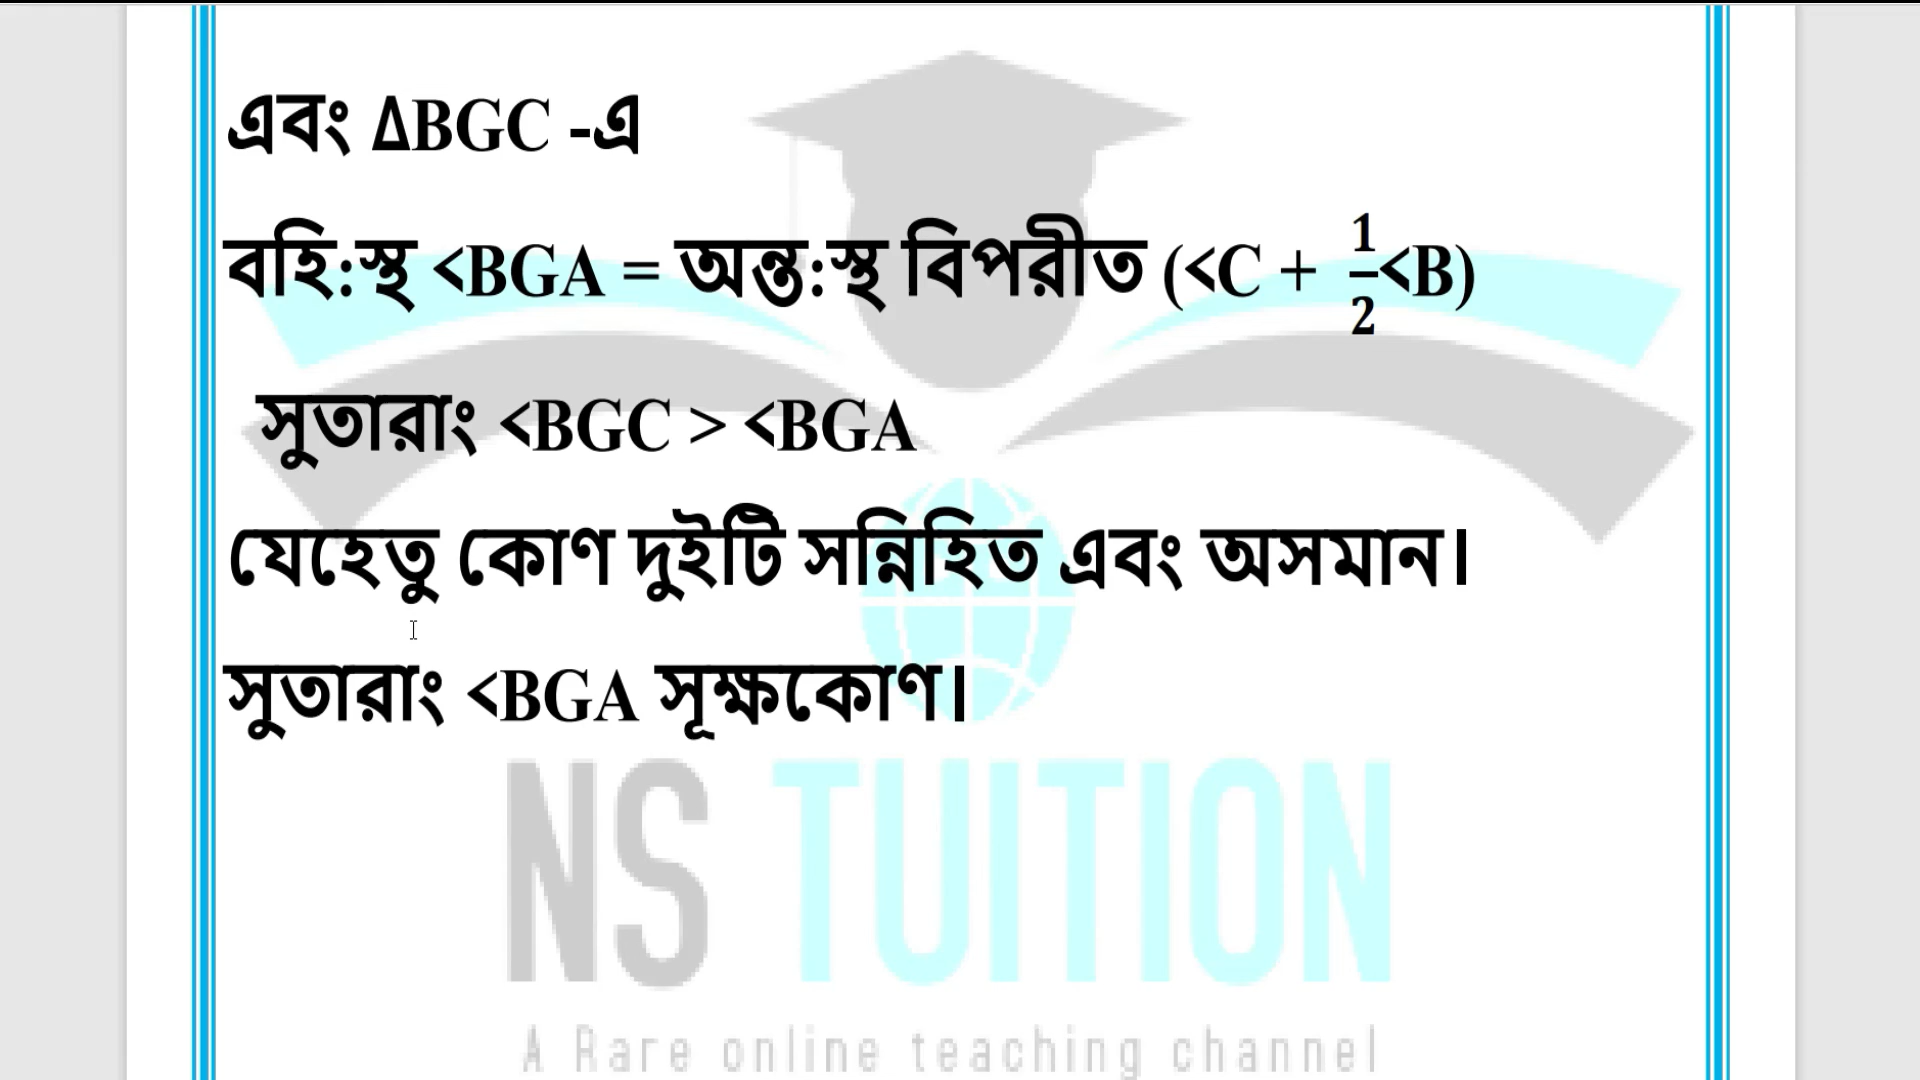 এবং ΔBGC -এ
বহি:স্থ <BGA = অন্ত:স্থ বিপরীত (<C + 1/2<B)
সুতারাং <BGC > <BGA
যেহেতু কোণ দুইটি সন্নিহিত এবং অসমান।
সুতারাং <BGA সূক্ষকোণ।
NS TUITION
A Rare online teaching channel